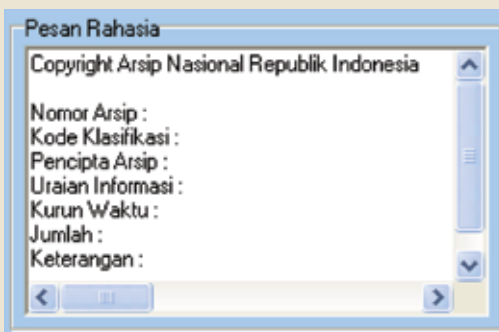 Pesan Rahasia
Copyright Arsip Nasional Republik Indonesia
Nomor Arsip :
Kode Klasifikasi :
Pencipta Arsip :
Uraian Informasi :
Kurun Waktu :
Jumlah :
Keterangan :